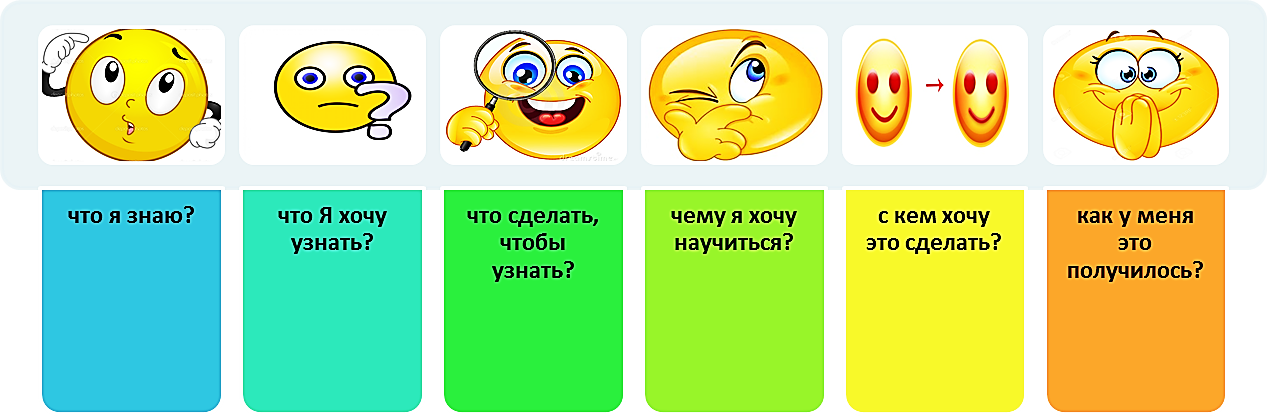 что я знаю?
что Я хочу
узнать?
что сделать,
чтобы
узнать?
чему я хочу
научиться?
с кем хочу
это сделать?
как у меня
это
получилось?